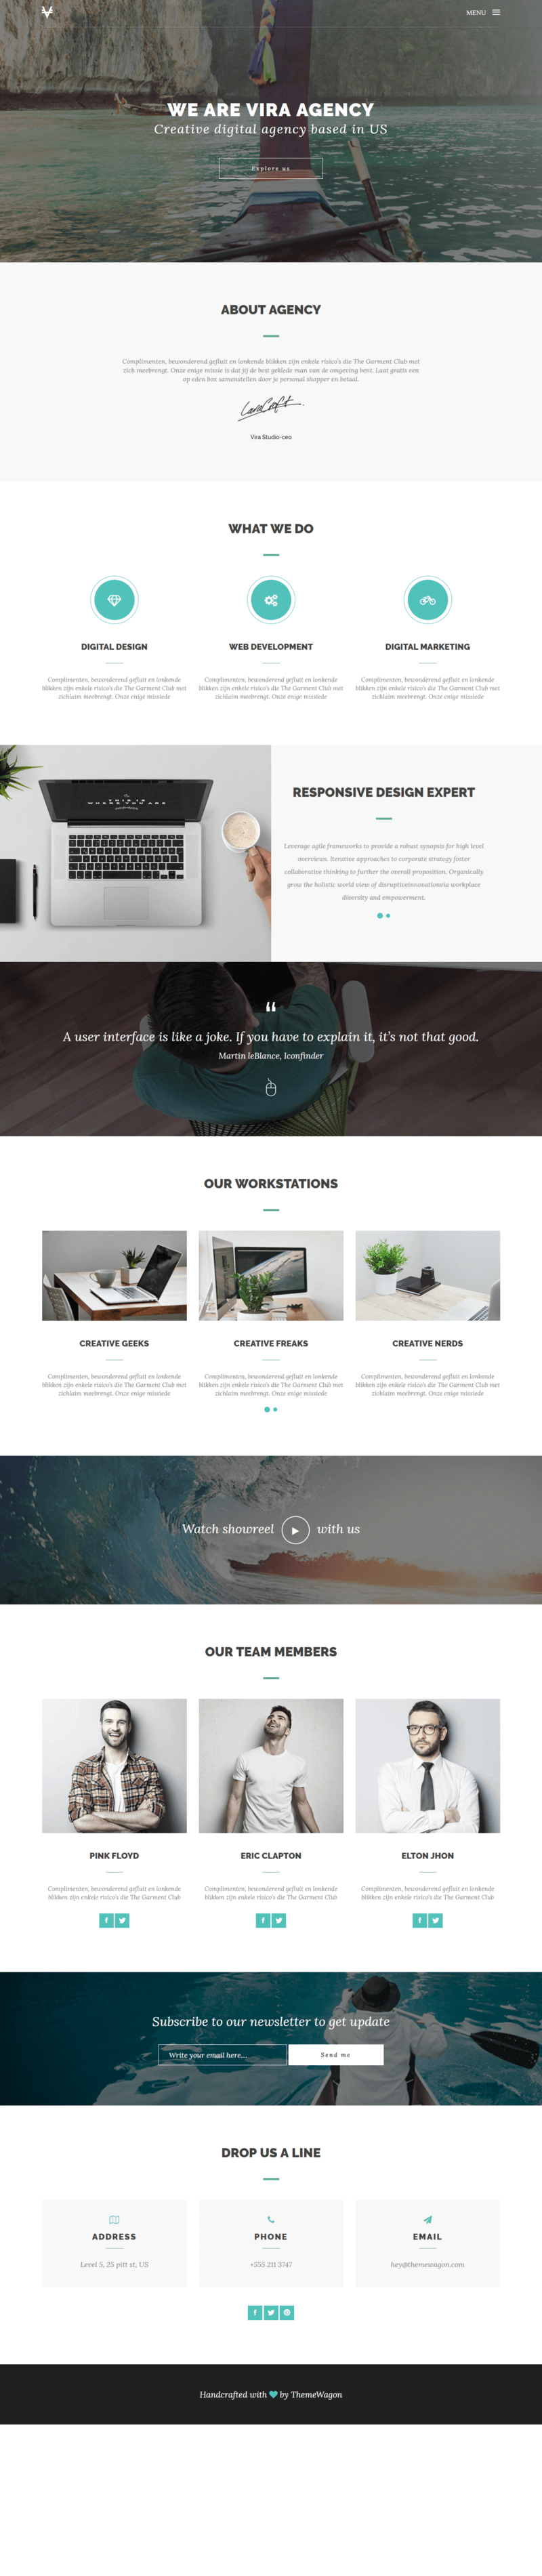 MENU
WE ARE VIRA AGENCY
Creative digital agency based in US
Explore us
ABOUT AGENCY
Complimenten, bewonderend gefluit en lonkende blikken zijn enkele risico's die The Garment Club met
zich meebrengt. Onze enige missie is dat jij de best geklede man van de omgeving bent. Laat gratis een
op eden box samenstellen door je personal shopper en betaal.
Vira Studio-ceo
WHAT WE DO
DIGITAL DESIGN
Complimenten, bewonderend gefluit en lonkende
blikken zijn enkele risico's die The Garment Club met
zichlaim meebrengt. Onze enige missiede
WEB DEVELOPMENT
Complimenten, bewonderend gefluit en lonkende
blikken zijn enkele risico's die The Garment Club met
zichlaim meebrengt. Onze enige missiede
DIGITAL MARKETING
Complimenten, bewonderend gefluit en lonkende
blikken zijn enkele risico's die The Garment Club met
zichlaim meebrengt. Onze enige missiede
RESPONSIVE DESIGN EXPERT
Leverage agile frameworks to provide a robust synopsis for high level
overviews. Iterative approaches to corporate strategy foster
collaborative thinking to further the overall proposition. Organically
grow the holistic world view of disruptiveinnovationvia workplace
diversity and empowerment.
“
A user interface is like a joke. If you have to explain it, it's not that good.
Martin leBlance, Iconfinder
OUR WORKSTATIONS
CREATIVE GEEKS
Complimenten, bewonderend gefluit en lonkende
blikken zijn enkele risico's die The Garment Club met
zichlaim meebrengt. Onze enige missiede
CREATIVE FREAKS
Complimenten, bewonderend gefluit en lonkende
blikken zijn enkele risico's die The Garment Club met
zichlaim meebrengt. Onze enige missiede
CREATIVE NERDS
Complimenten, bewonderend gefluit en lonkende
blikken zijn enkele risico's die The Garment Club met
zichlaim meebrengt. Onze enige missiede
Watch showreel with us
OUR TEAM MEMBERS
PINK FLOYD
Complimenten, bewonderend gefluit en lonkende
blikken zijn enkele risico's die The Garment Club
ERIC CLAPTON
Complimenten, bewonderend gefluit en lonkende
blikken zijn enkele risico's die The Garment Club
ELTON JHON
Complimenten, bewonderend gefluit en lonkende
blikken zijn enkele risico's die The Garment Club
Subscribe to our newsletter to get update
Write your email here...
Send me
DROP US A LINE
ADDRESS
Level 5, 25 pitt st, US
PHONE
+555 211 3747
EMAIL
hey@themewagon.com
Handcrafted with by ThemeWagon